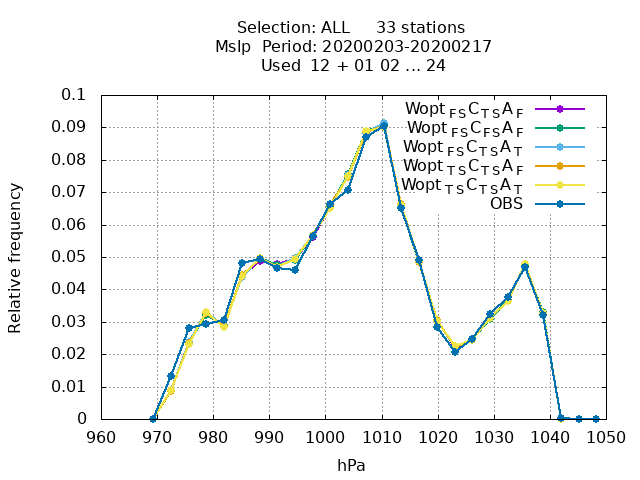 Selection: ALL     33 stations
Mslp  Period: 20200203-20200217
Used  12 + 01 02 ... 24
0.1
0.09
0.08
0.07
0.06
0.05
0.04
0.03
0.02
0.01
0
Relative frequency
Wopt FS C TS A F
Wopt FS C FS A F
Wopt FS C TS A T
Wopt TS C TS A F
Wopt TS C TS A T
OBS
960 970 980 990 1000 1010 1020 1030 1040 1050
hPa